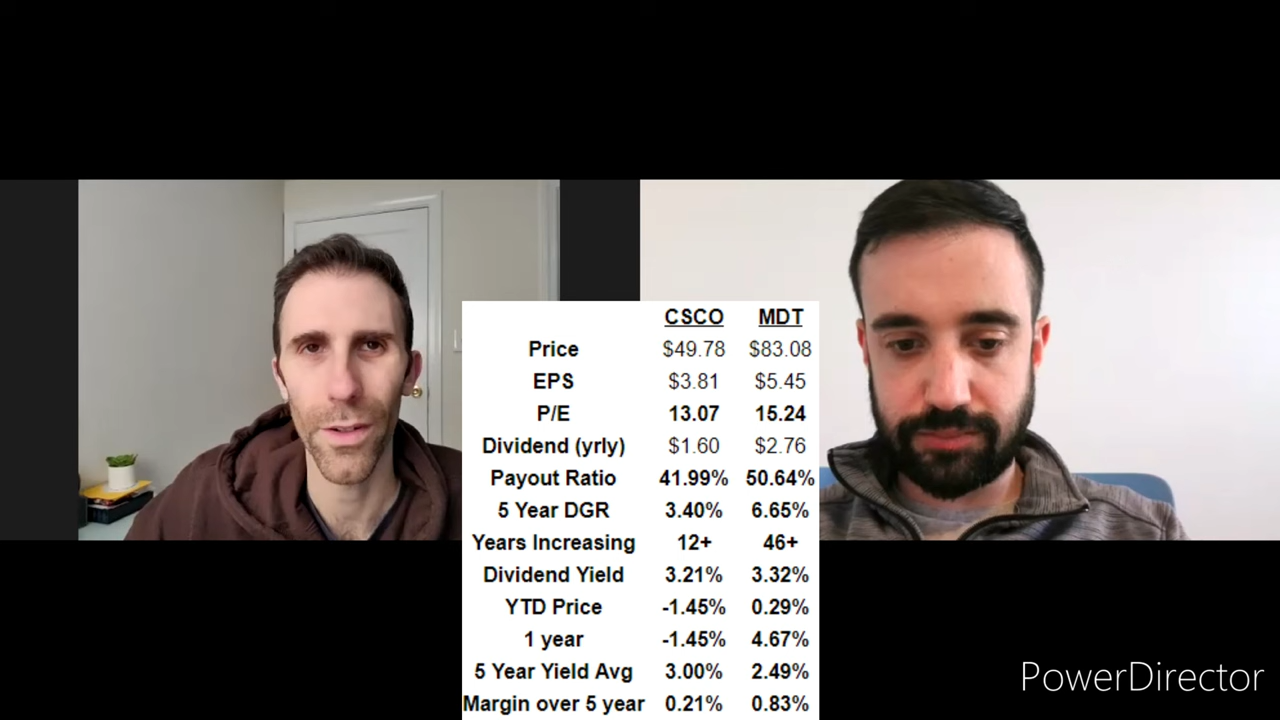 CSCO MDT
Price $49.78 $83.08
EPS $3.81 $5.45
P/E 13.07 15.24
Dividend (yrly) $1.60 $2.76
Payout Ratio 41.99% 50.64%
5 Year DGR 3.40% 6.65%
Years Increasing 12+ 46+
Dividend Yield 3.21% 3.32%
YTD Price -1.45% 0.29%
1 year -1.45% 4.67%
5 Year Yield Avg 3.00% 2.49%
Margin over 5 year 0.21% 0.83%
PowerDirector